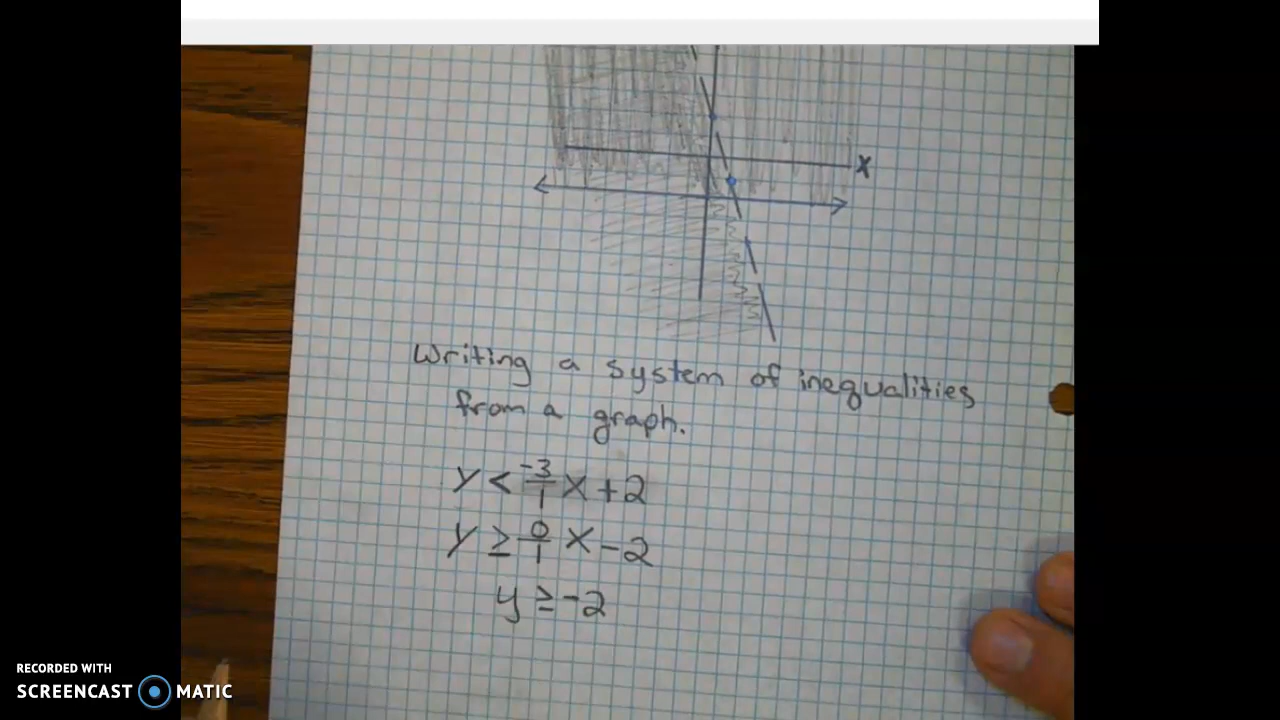 X
Writing a system of inequalities
from a graph.
y < -3/1 x + 2
y ≥ 0/1 x - 2
y ≥ -2
RECORDED WITH
SCREENCAST MATIC